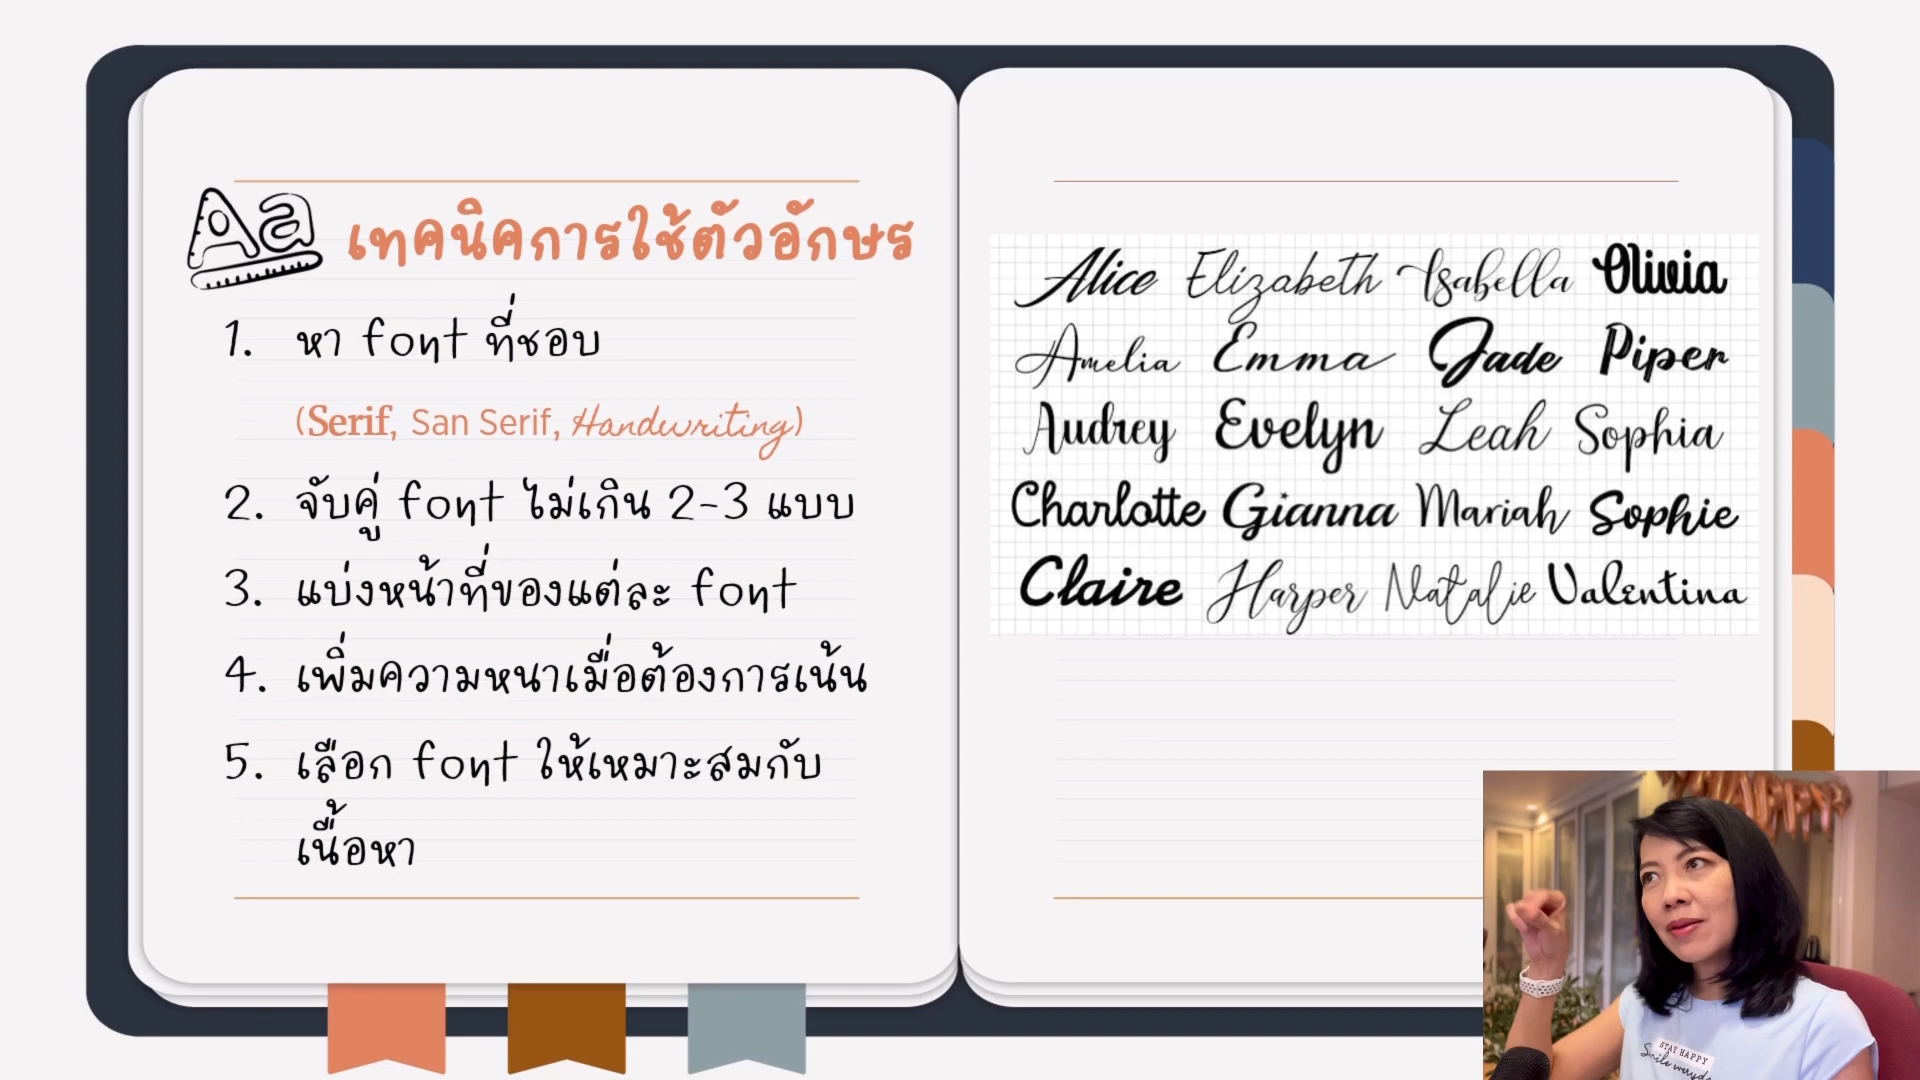 Aa เทคนิคการใช้ตัวอักษร
1. หา font ที่ชอบ
(Serif, San Serif, Handwriting)
2. จับคู่ font ไม่เกิน 2-3 แบบ
3. แบ่งหน้าที่ของแต่ละ font
4. เพิ่มความหนาเมื่อต้องการเน้น
5. เลือก font ให้เหมาะสมกับ
เนื้อหา
Alice Elizabeth Isabella Olivia
Amelia Emma Jade Piper
Audrey Evelyn Leah Sophia
Charlotte Gianna Mariah Sophie
Claire Harper Natalie Valentina
HAPPY
STAY HAPPY
Smile everyday